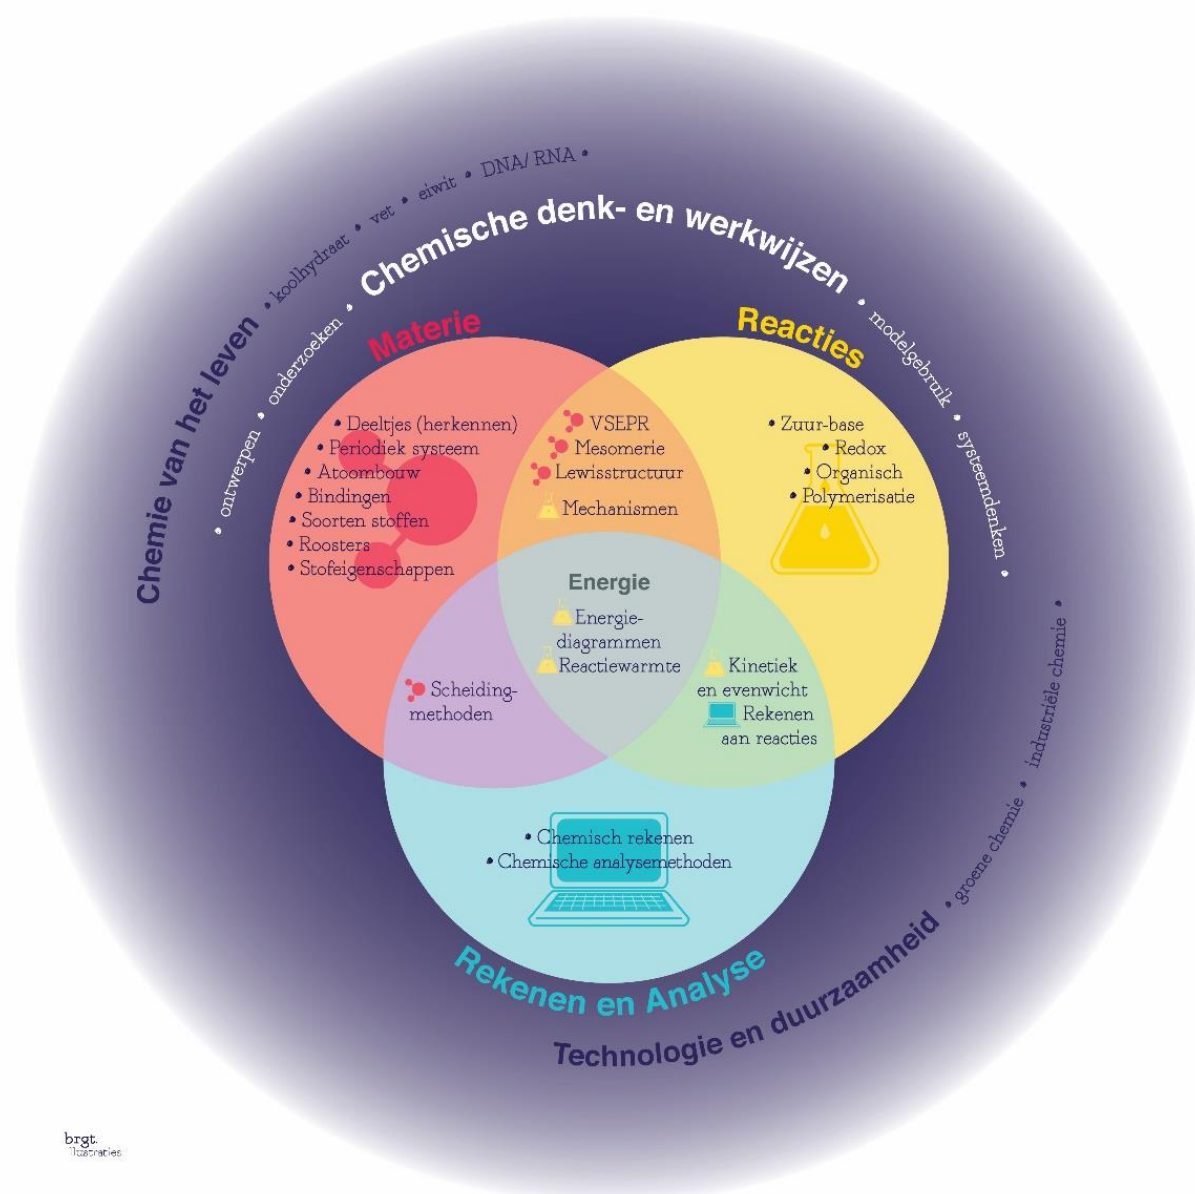 Chemie van het leven • koolhydraat • vet • eiwit • DNA/ RNA •
• ontwerpen • onderzoeken • Chemische denk- en werkwijzen • modelgebruik • systeemdenken •
Materie
• Deeltjes (herkennen)
• Periodiek systeem
• Atoombouw
• Bindingen
• Soorten stoffen
• Roosters
• Stofeigenschappen
VSEPR
Mesomerie
Lewisstructuur
Mechanismen
Reacties
• Zuur-base
• Redox
• Organisch
• Polymerisatie
Energie
Energie-
diagrammen
Reactiewarmte
Scheiding-
methoden
Kinetiek
en evenwicht
Rekenen
aan reacties
• Chemisch rekenen
• Chemische analysemethoden
Rekenen en Analyse
Technologie en duurzaamheid • groene chemie • industriële chemie •
brgt.
illustraties